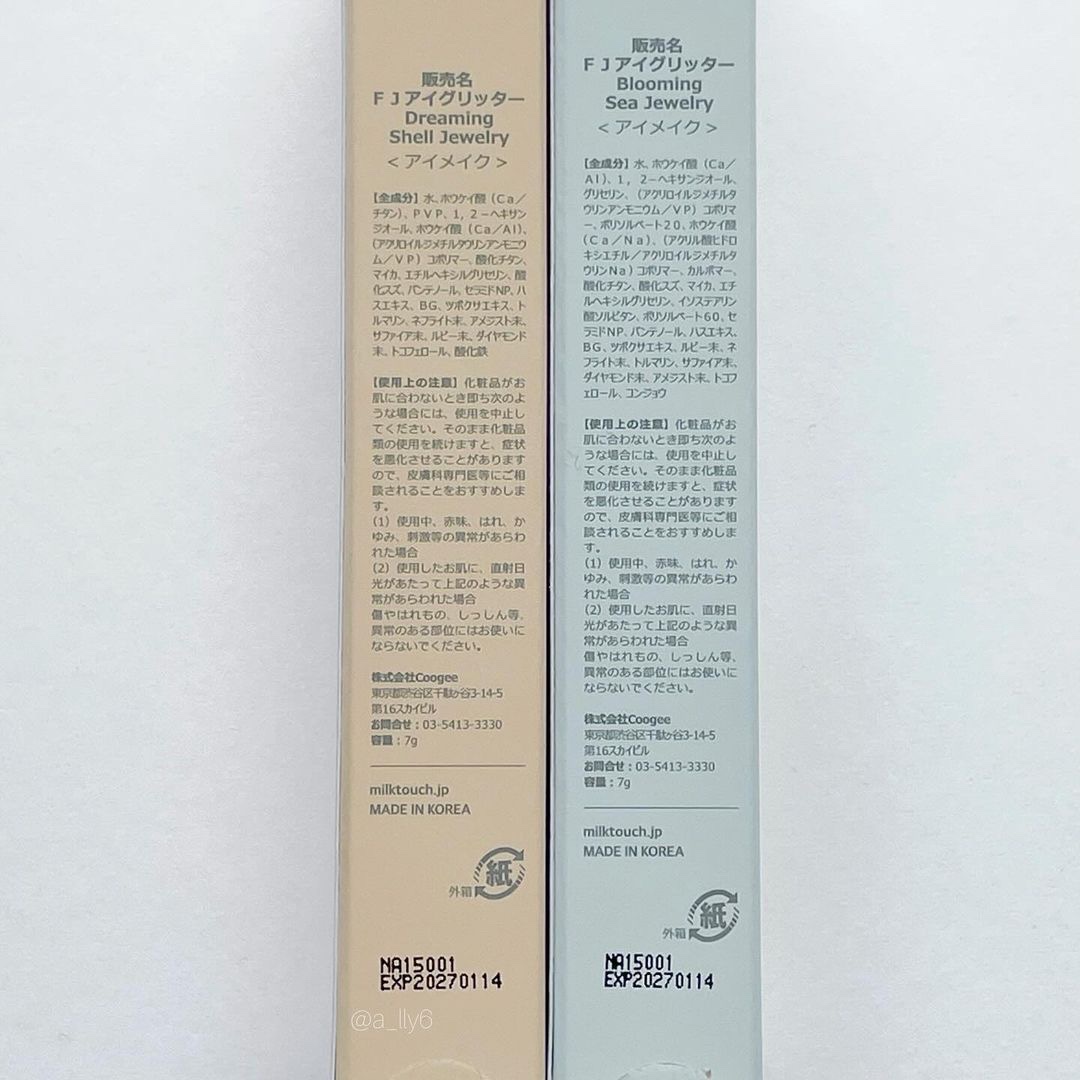 販売名
FJアイグリッター
Dreaming
Shell Jewelry
<アイメイク>
【全成分】水、ホウケイ酸(Ca/
チタン)、PVP、1,2-ヘキサン
ジオール、ホウケイ酸(Ca/Al)、
(アクリロイルジメチルタウリンアンモニウ
ム/VP)コポリマー、酸化チタン、
マイカ、エチルヘキシルグリセリン、酸
化スズ、パンテノール、セラミドNP、ハ
スエキス、BG、ツボクサエキス、ト
ルマリン、ネフライト末、アメジスト末、
サファイア末、ルビー末、ダイヤモンド
末、トコフェロール、酸化鉄
【使用上の注意】化粧品がお
肌に合わないとき即ち次のよ
うな場合には、使用を中止し
てください。そのまま化粧品
類の使用を続けますと、症状
を悪化させることがあります
ので、皮膚科専門医等にご相
談されることをおすすめしま
す。
(1)使用中、赤味、はれ、か
ゆみ、刺激等の異常があらわ
れた場合
(2)使用したお肌に、直射日
光があたって上記のような異
常があらわれた場合
傷やはれもの、しっしん等、
異常のある部位にはお使いに
ならないでください。
株式会社Coogee
東京都渋谷区千駄ヶ谷3-14-5
第16スカイビル
お問合せ:03-5413-3330
容量:7g
milktouch.jp
MADE IN KOREA
紙
外箱
NA15001
EXP20270114
@a_lly6
販売名
FJアイグリッター
Blooming
Sea Jewelry
<アイメイク>
【全成分】水、ホウケイ酸(Ca/
Al)、1,2-ヘキサンジオール、
グリセリン、(アクリロイルジメチルタ
ウリンアンモニウム/VP)コポリマ
ー、ポリソルベート20、ホウケイ酸
(Ca/Na)、(アクリル酸ヒドロ
キシエチル/アクリロイルジメチルタ
ウリンNa)コポリマー、カルボマー、
酸化チタン、酸化スズ、マイカ、エチ
ルヘキシルグリセリン、イソステアリン
酸ソルビタン、ポリソルベート60、セ
ラミドNP、パンテノール、ハスエキス、
BG、ツボクサエキス、ルビー末、ネ
フライト末、トルマリン、サファイア末、
ダイヤモンド末、アメジスト末、トコフ
ェロール、コンジョウ
【使用上の注意】化粧品がお
肌に合わないとき即ち次のよ
うな場合には、使用を中止し
てください。そのまま化粧品
類の使用を続けますと、症状
を悪化させることがあります
ので、皮膚科専門医等にご相
談されることをおすすめしま
す。
(1)使用中、赤味、はれ、か
ゆみ、刺激等の異常があらわ
れた場合
(2)使用したお肌に、直射日
光があたって上記のような異
常があらわれた場合
傷やはれもの、しっしん等、
異常のある部位にはお使いに
ならないでください。
株式会社Coogee
東京都渋谷区千駄ヶ谷3-14-5
第16スカイビル
お問合せ:03-5413-3330
容量:7g
milktouch.jp
MADE IN KOREA
紙
外箱
NA15001
EXP20270114